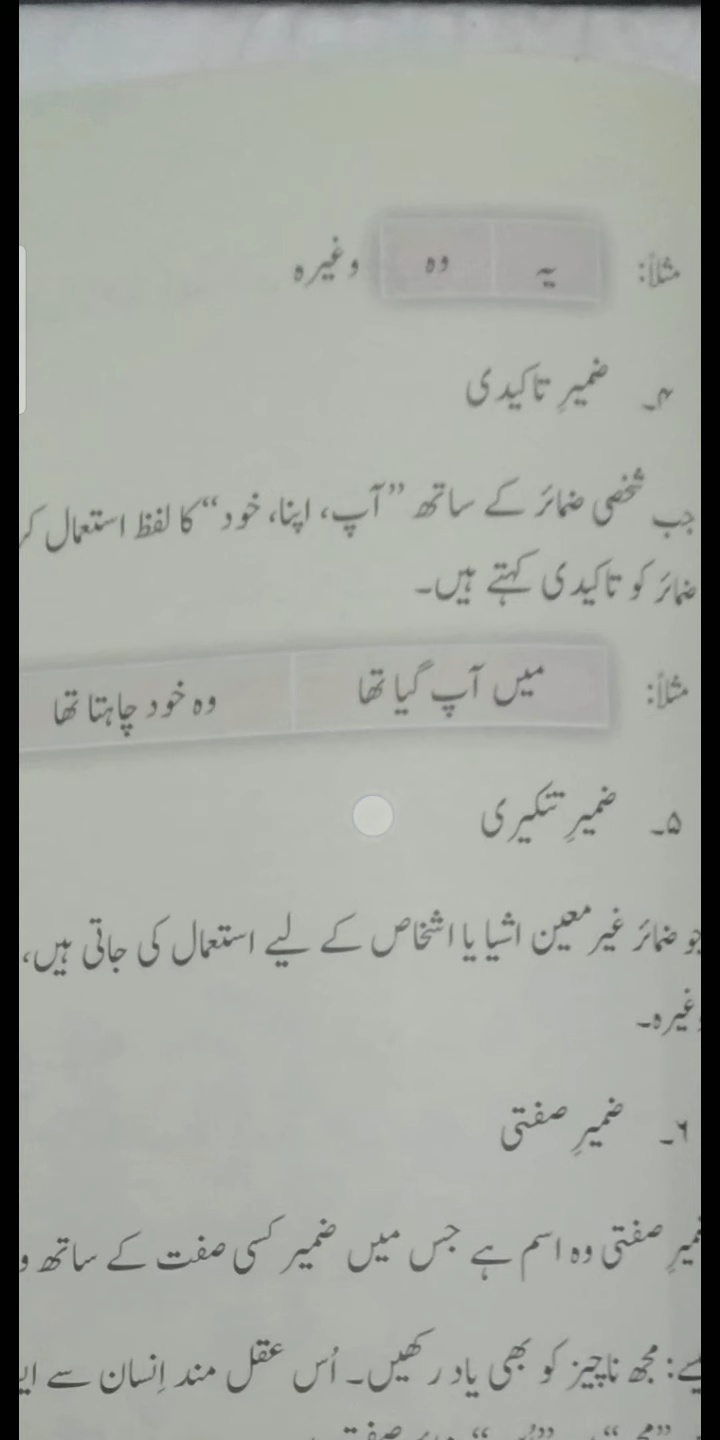 مثلاً: یہ وہ وغیرہ
۴۔ ضمیرِ تاکیدی
جب شخصی ضمائر کے ساتھ ”آپ، اپنا، خود“ کا لفظ استعمال
ضمائر کو تاکیدی کہتے ہیں۔
مثلاً: میں آپ گیا تھا وہ خود چاہتا تھا
۵۔ ضمیرِ تنکیری
جو ضمائر غیر معین اشیا یا اشخاص کے لیے استعمال کی جاتی ہیں،
وغیرہ۔
۶۔ ضمیرِ صفتی
ضمیرِ صفتی وہ اسم ہے جس میں ضمیر کسی صفت کے ساتھ
مجھ ناچیز کو بھی یاد رکھیں۔ اُس عقل مند اِنسان سے